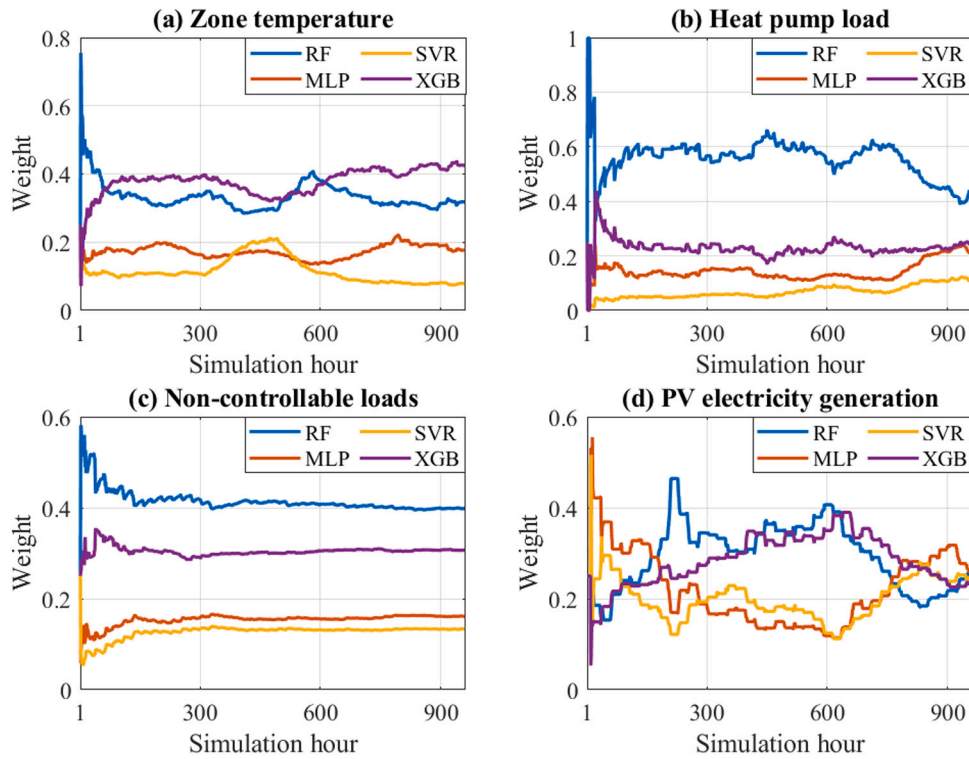 (a) Zone temperature
RF SVR
MLP XGB
0.8
0.6
0.4
0.2
0
Weight
1 300 600 900
Simulation hour
(b) Heat pump load
RF SVR
MLP XGB
1
0.8
0.6
0.4
0.2
0
Weight
1 300 600 900
Simulation hour
(c) Non-controllable loads
RF SVR
MLP XGB
0.6
0.4
0.2
0
Weight
1 300 600 900
Simulation hour
(d) PV electricity generation
RF SVR
MLP XGB
0.6
0.4
0.2
0
Weight
1 300 600 900
Simulation hour